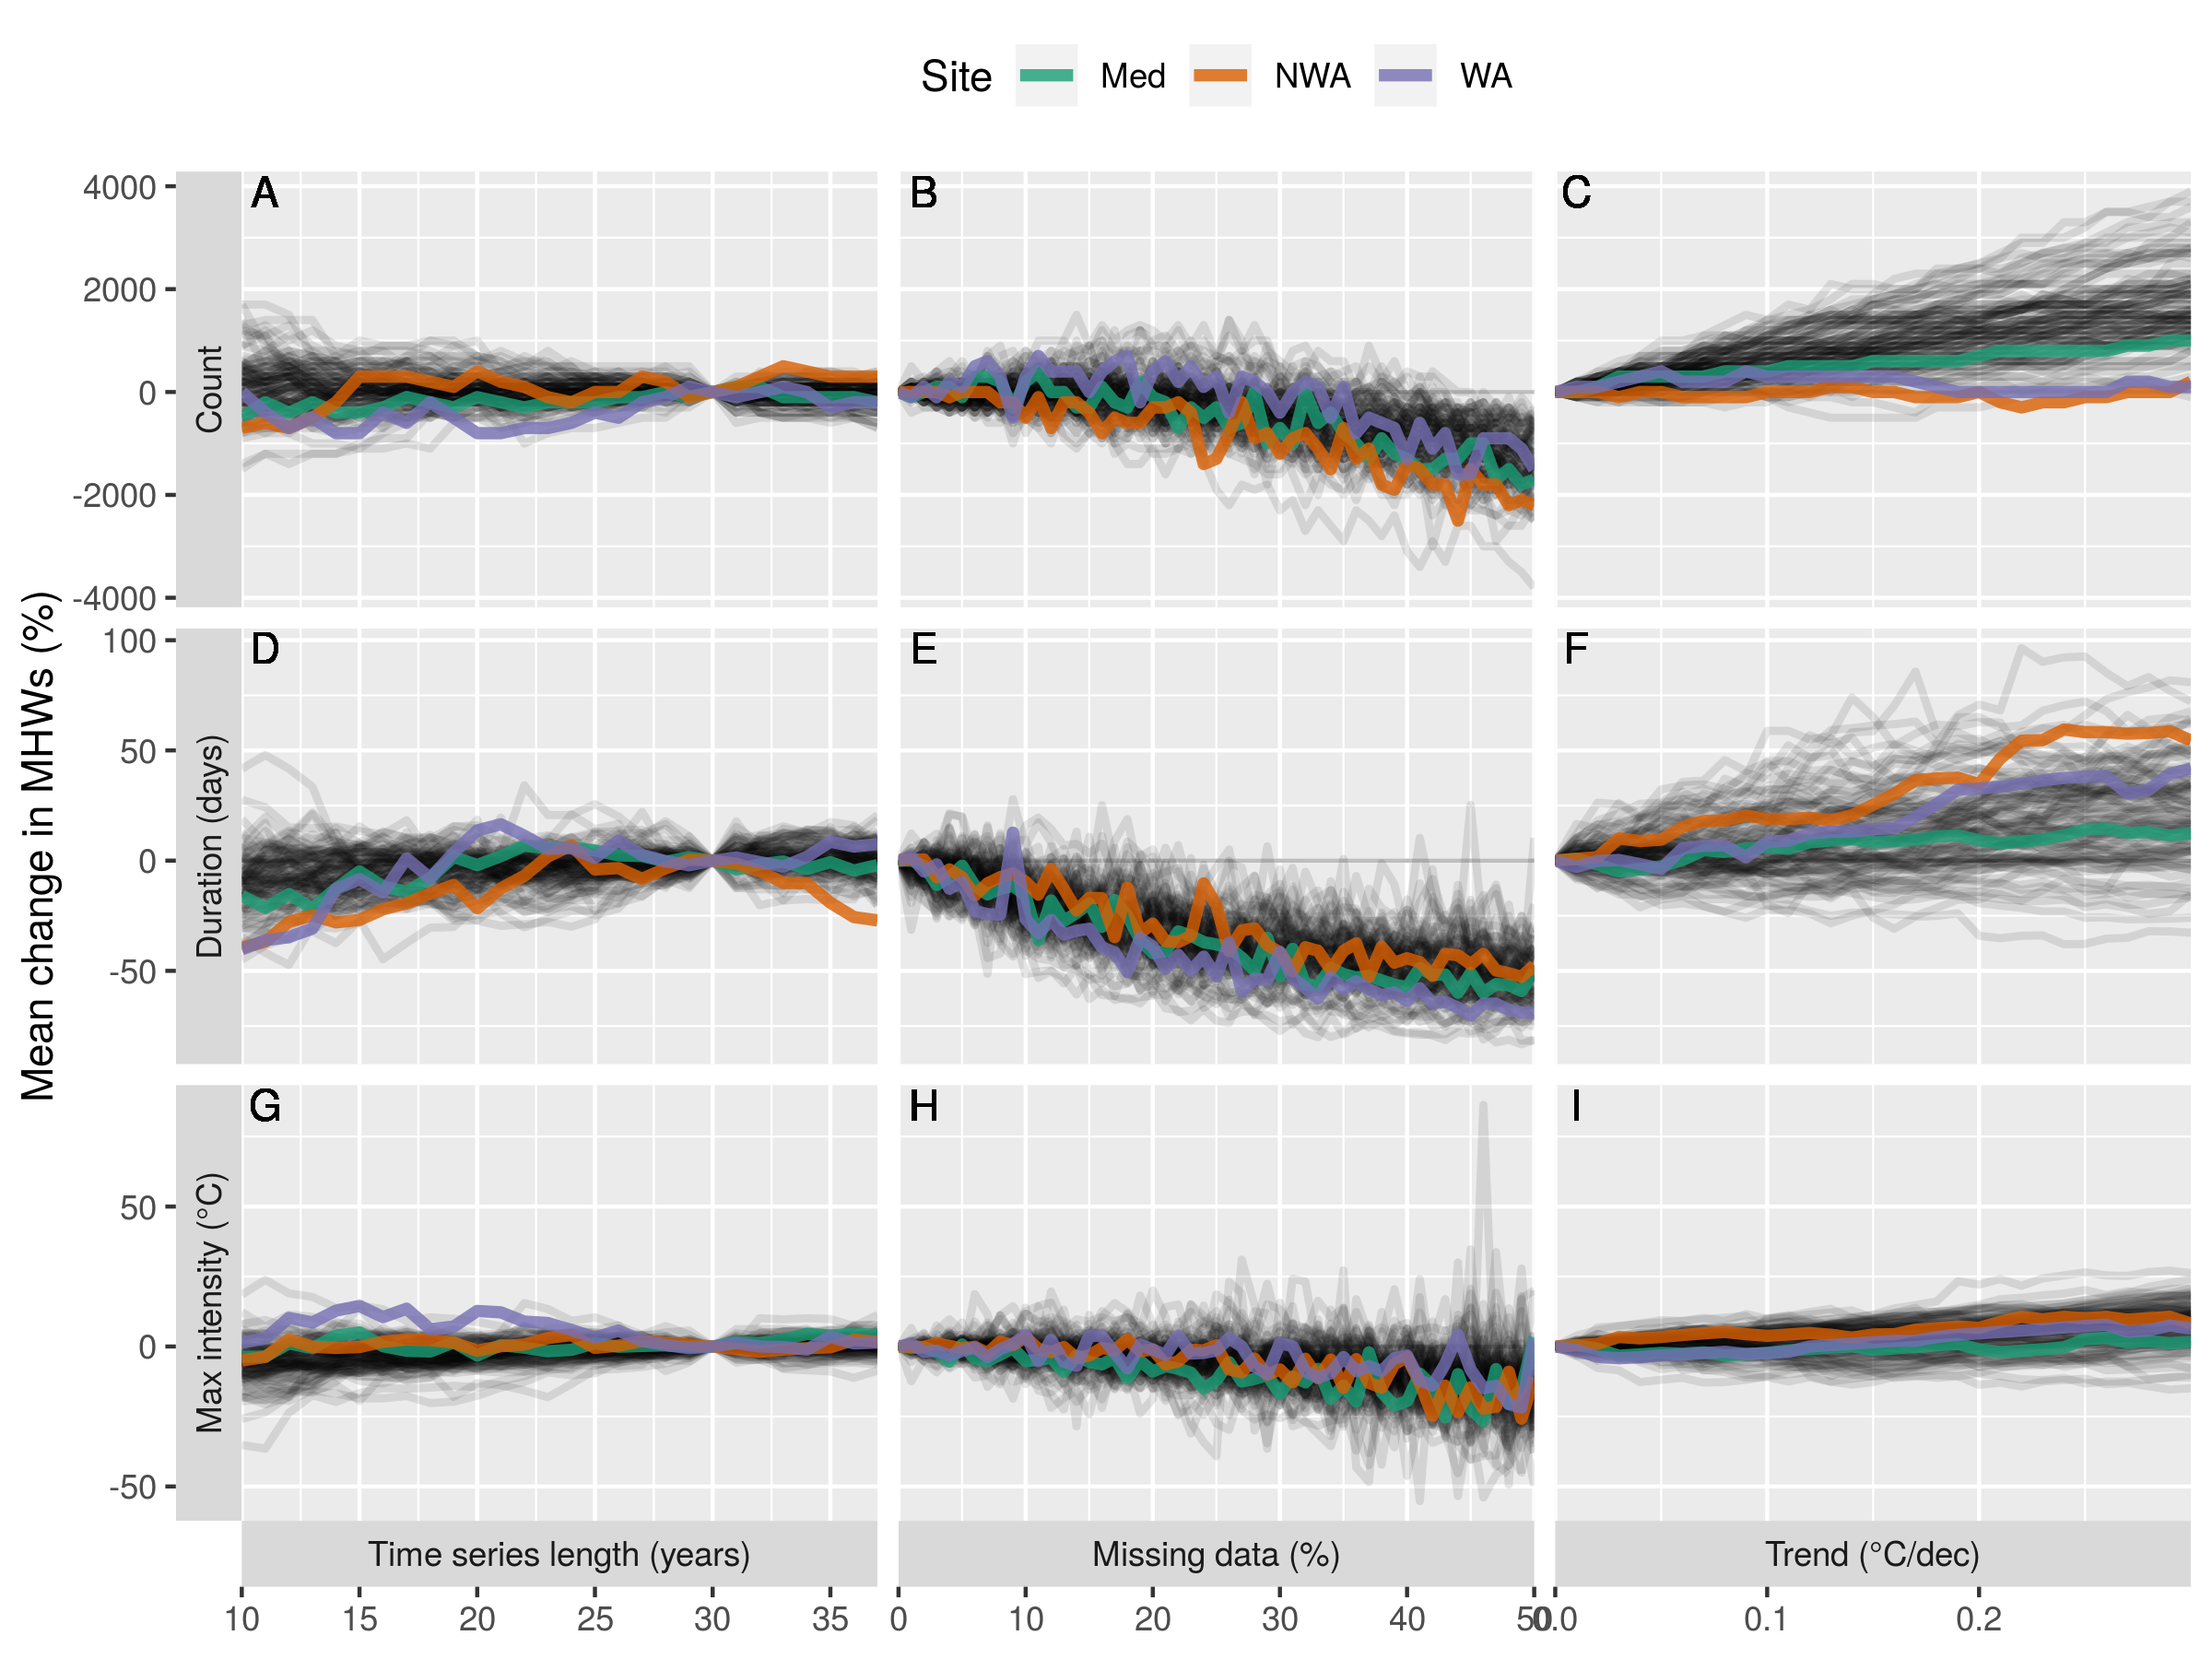 Site Med NWA WA
Mean change in MHWs (%)
A B C
Count
4000
2000
0
-2000
-4000
D E F
Duration (days)
100
50
0
-50
G H I
Max intensity (°C)
50
0
-50
Time series length (years) Missing data (%) Trend (°C/dec)
10 15 20 25 30 35 0 10 20 30 40 50 0.0 0.1 0.2